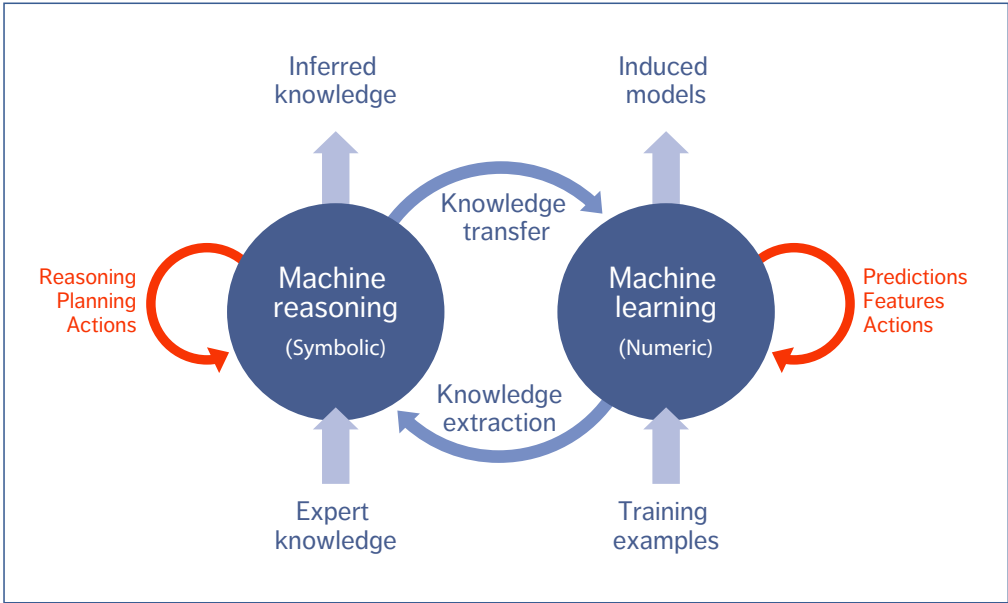 Inferred
knowledge
Induced
models
Knowledge
transfer
Reasoning
Planning
Actions
Machine
reasoning
(Symbolic)
Machine
learning
(Numeric)
Predictions
Features
Actions
Knowledge
extraction
Expert
knowledge
Training
examples